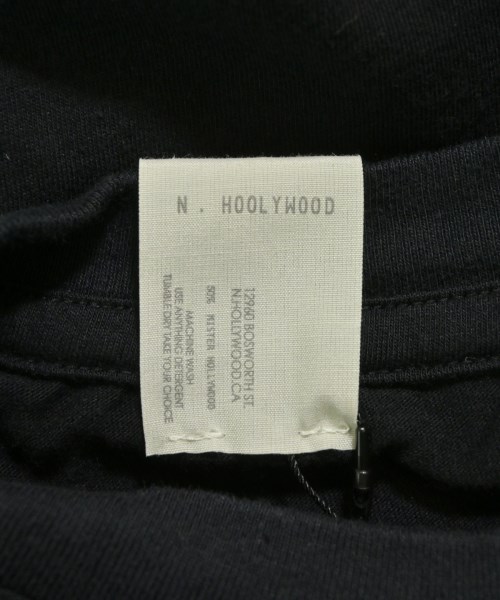 N. HOOLYWOOD
12960 BOSWORTH ST.
N.HOLLYWOOD.CA
50% MISTER HOLLYWOOD
MACHINE WASH
USE ANYTHING DETERGENT
TUMBLE DRY TAKE YOUR CHOICE